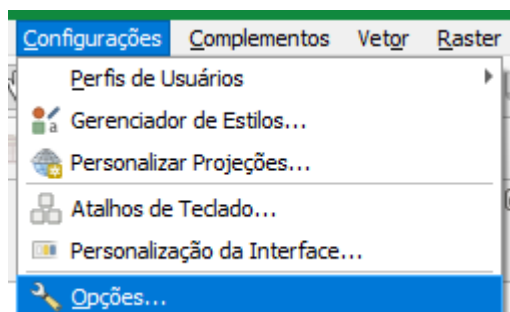 Configurações Complementos Vetor Raster
Perfis de Usuários
Gerenciador de Estilos...
Personalizar Projeções...
Atalhos de Teclado...
Personalização da Interface...
Opções...